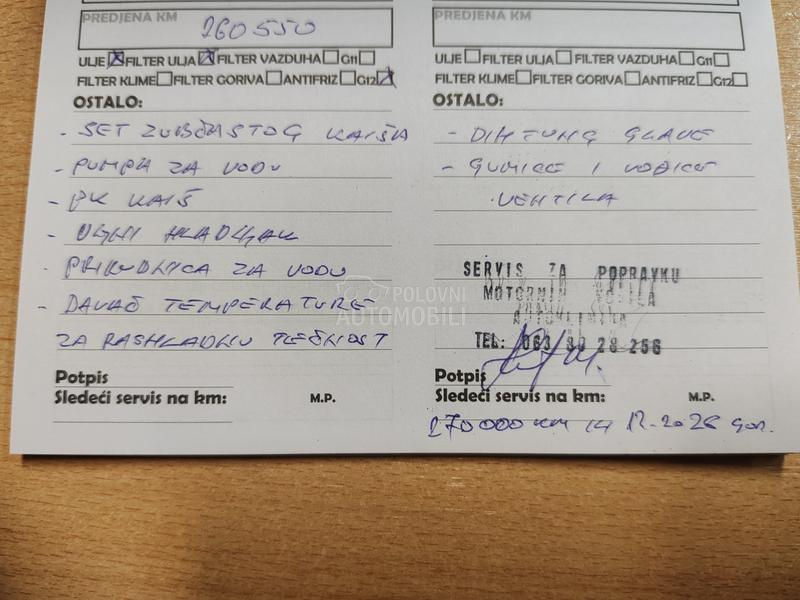 PREDJENA KM
260550
ULJE FILTER ULJA FILTER VAZDUHA G11
FILTER KLIME FILTER GORIVA ANTIFRIZ G12
OSTALO:
- SET ZUBČASTOG KAIŠA
- PUMPA ZA VODU
- PK KAIŠ
- ULJNI HLADNJAK
- PRIRUBNICA ZA VODU
- DAVAČ TEMPERATURE
ZA RASHLADNU TEČNOST
Potpis
Sledeći servis na km:
M.P.
PREDJENA KM
ULJE FILTER ULJA FILTER VAZDUHA G11
FILTER KLIME FILTER GORIVA ANTIFRIZ G12
OSTALO:
- DIHTUNG GLAVE
- GUMICE I VOĐICE
VENTILA
SERVIS ZA POPRAVKU
MOTORNIH VOZILA
TEL: 063 80 28 256
Potpis
Sledeći servis na km:
M.P.
270000 KM 12.2026 GOD.
POLOVNI
AUTOMOBILI